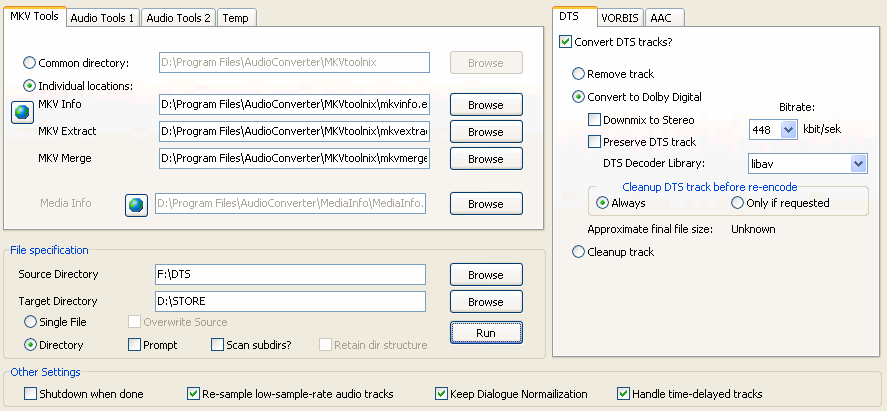 MKV Tools Audio Tools 1 Audio Tools 2 Temp
Common directory: D:\Program Files\AudioConverter\MKVtoolnix Browse
Individual locations:
MKV Info D:\Program Files\AudioConverter\MKVtoolnix\mkvinfo.e Browse
MKV Extract D:\Program Files\AudioConverter\MKVtoolnix\mkvextrac Browse
MKV Merge D:\Program Files\AudioConverter\MKVtoolnix\mkvmerge Browse
Media Info D:\Program Files\AudioConverter\MediaInfo\MediaInfo. Browse
File specification
Source Directory F:\DTS Browse
Target Directory D:\STORE Browse
Single File Overwrite Source Run
Directory Prompt Scan subdirs? Retain dir structure
DTS VORBIS AAC
Convert DTS tracks?
Remove track
Convert to Dolby Digital
Bitrate:
Downmix to Stereo 448 kbit/sek
Preserve DTS track
DTS Decoder Library: libav
Cleanup DTS track before re-encode
Always Only if requested
Approximate final file size: Unknown
Cleanup track
Other Settings
Shutdown when done Re-sample low-sample-rate audio tracks Keep Dialogue Normailization Handle time-delayed tracks